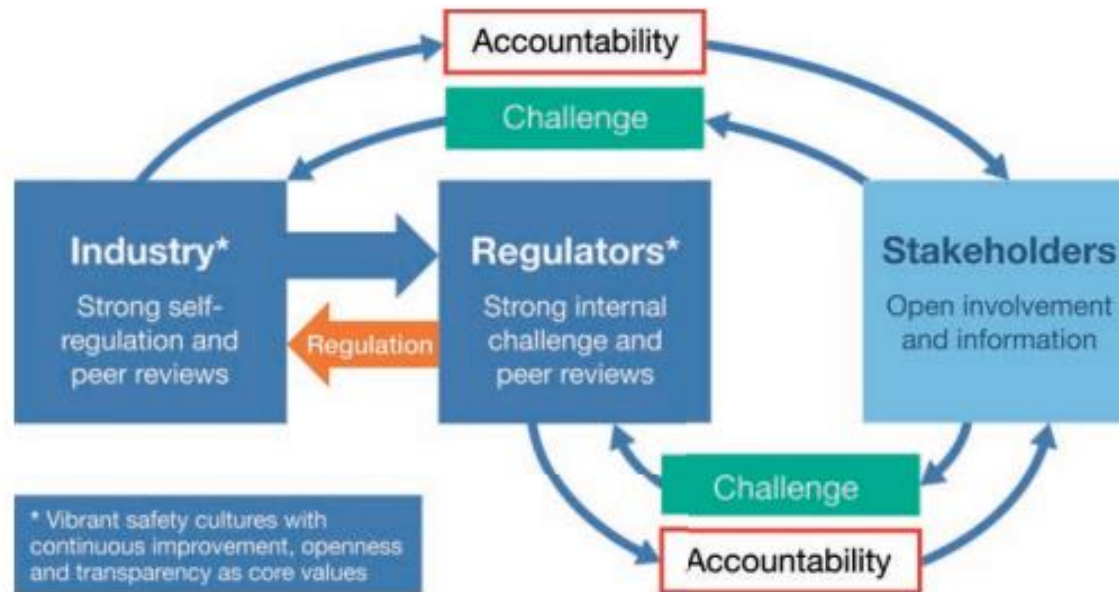 Accountability
Challenge
Industry*
Strong self-
regulation and
peer reviews
Regulation
Regulators*
Strong internal
challenge and
peer reviews
Stakeholders
Open involvement
and information
Challenge
Accountability
* Vibrant safety cultures with
continuous improvement, openness
and transparency as core values